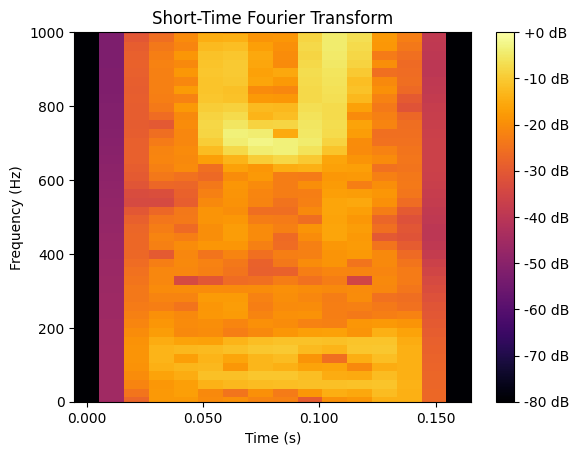 Short-Time Fourier Transform
1000
800
600
400
200
0
Frequency (Hz)
0.000
0.050
0.100
0.150
Time (s)
+0 dB
-10 dB
-20 dB
-30 dB
-40 dB
-50 dB
-60 dB
-70 dB
-80 dB